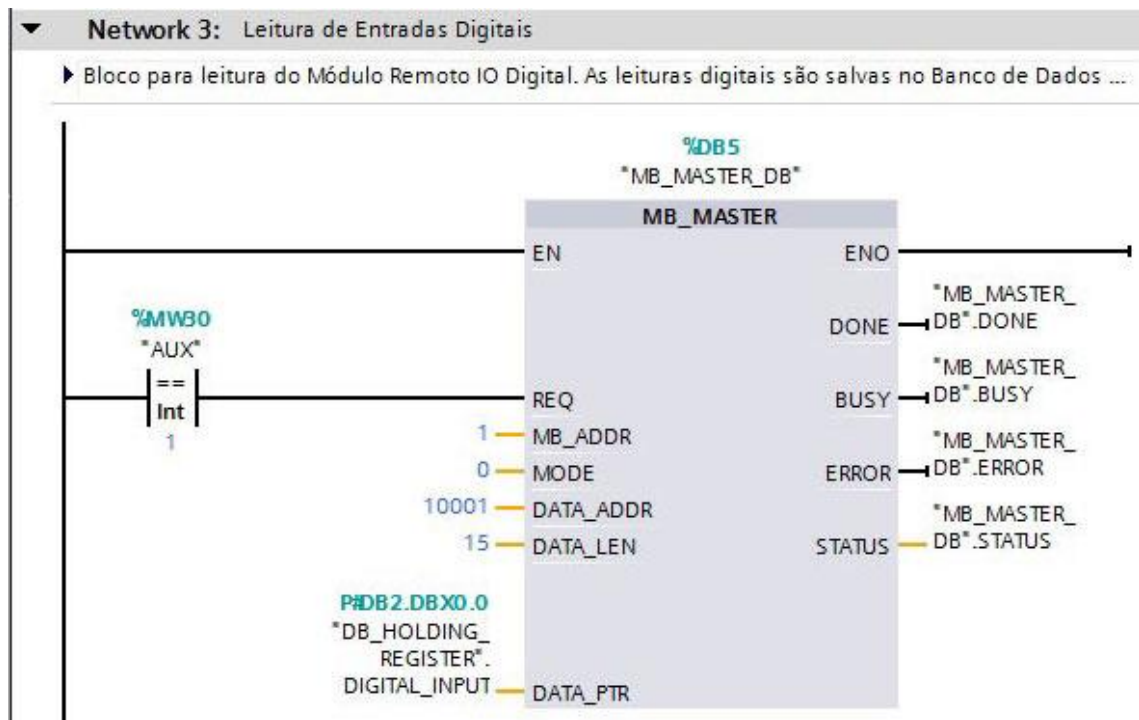 Network 3: Leitura de Entradas Digitais
Bloco para leitura do Módulo Remoto IO Digital. As leituras digitais são salvas no Banco de Dados ...
%DB5
"MB_MASTER_DB"
MB_MASTER
EN
ENO
"MB_MASTER_
DB".DONE
DONE
%MW30
"AUX"
==
Int
1
"MB_MASTER_
DB".BUSY
REQ
BUSY
1
MB_ADDR
"MB_MASTER_
DB".ERROR
0
MODE
ERROR
10001
DATA_ADDR
"MB_MASTER_
DB".STATUS
15
DATA_LEN
STATUS
P#DB2.DBX0.0
"DB_HOLDING_
REGISTER".
DIGITAL_INPUT
DATA_PTR